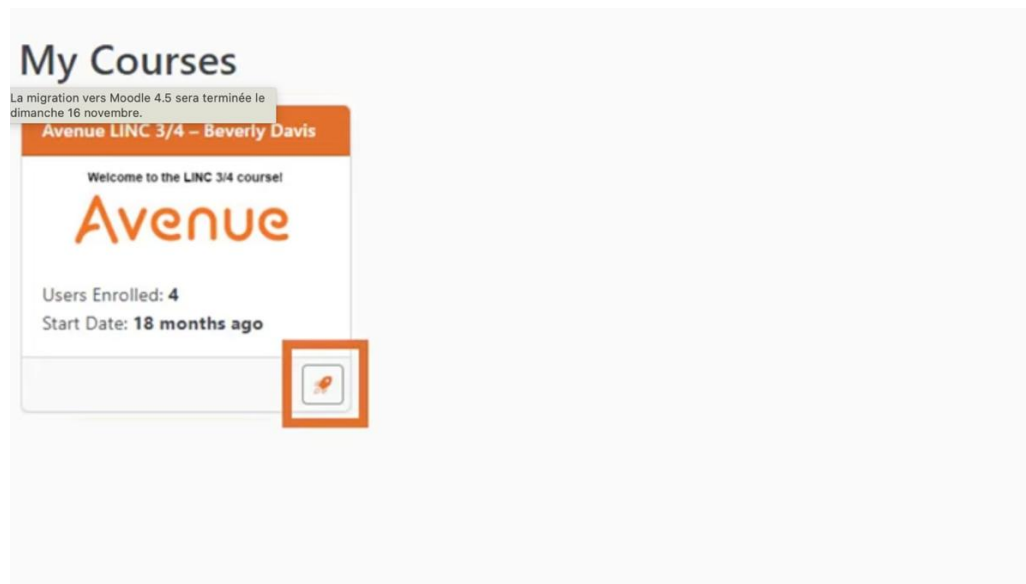 My Courses
La migration vers Moodle 4.5 sera terminée le
dimanche 16 novembre.
Avenue LINC 3/4 – Beverly Davis
Welcome to the LINC 3/4 course!
Avenue
Users Enrolled: 4
Start Date: 18 months ago